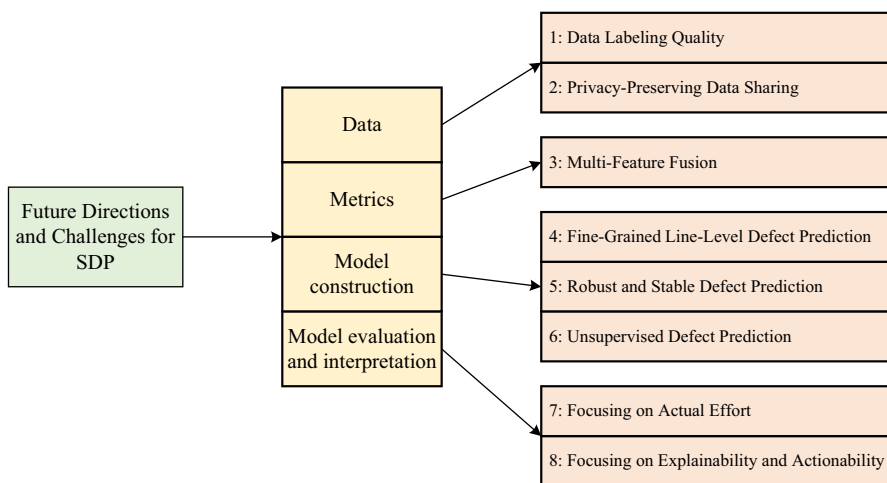 Future Directions
and Challenges for
SDP
Data
Metrics
Model
construction
Model evaluation
and interpretation
1: Data Labeling Quality
2: Privacy-Preserving Data Sharing
3: Multi-Feature Fusion
4: Fine-Grained Line-Level Defect Prediction
5: Robust and Stable Defect Prediction
6: Unsupervised Defect Prediction
7: Focusing on Actual Effort
8: Focusing on Explainability and Actionability